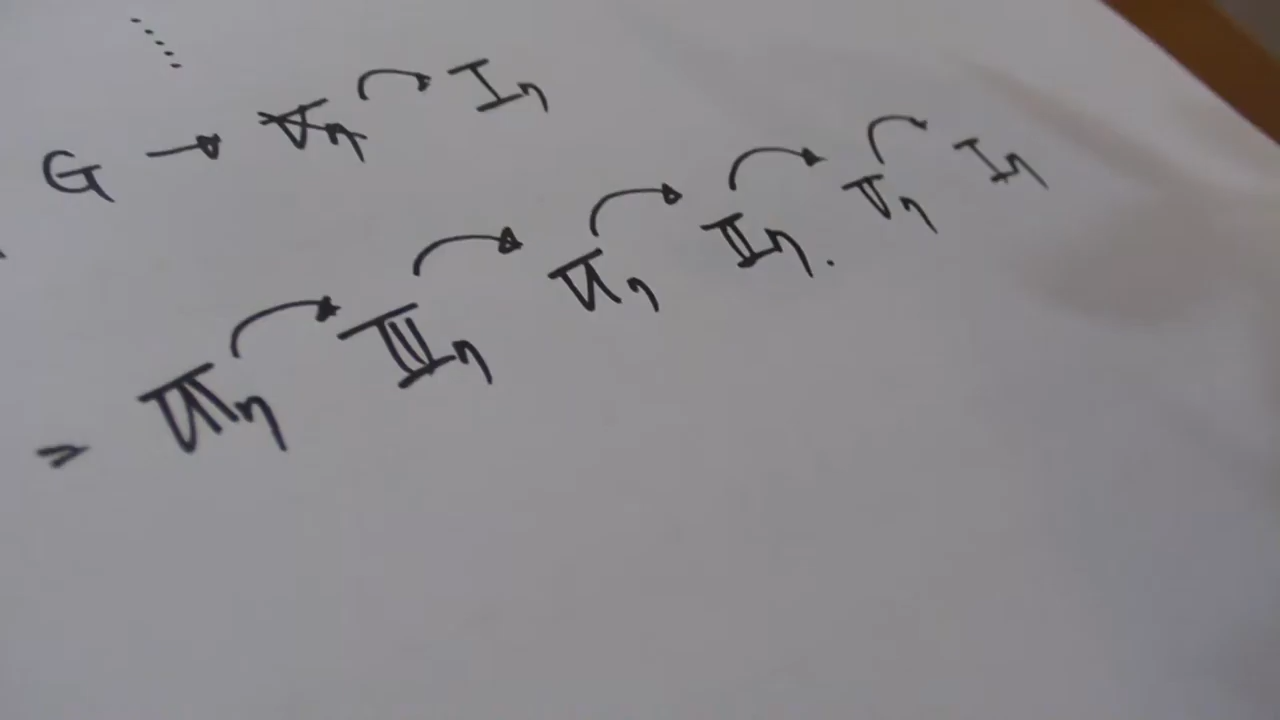 G → V₇ → I₇
= VII₇ → III₇ → VI₇ → II₇. → V₇ → I₇